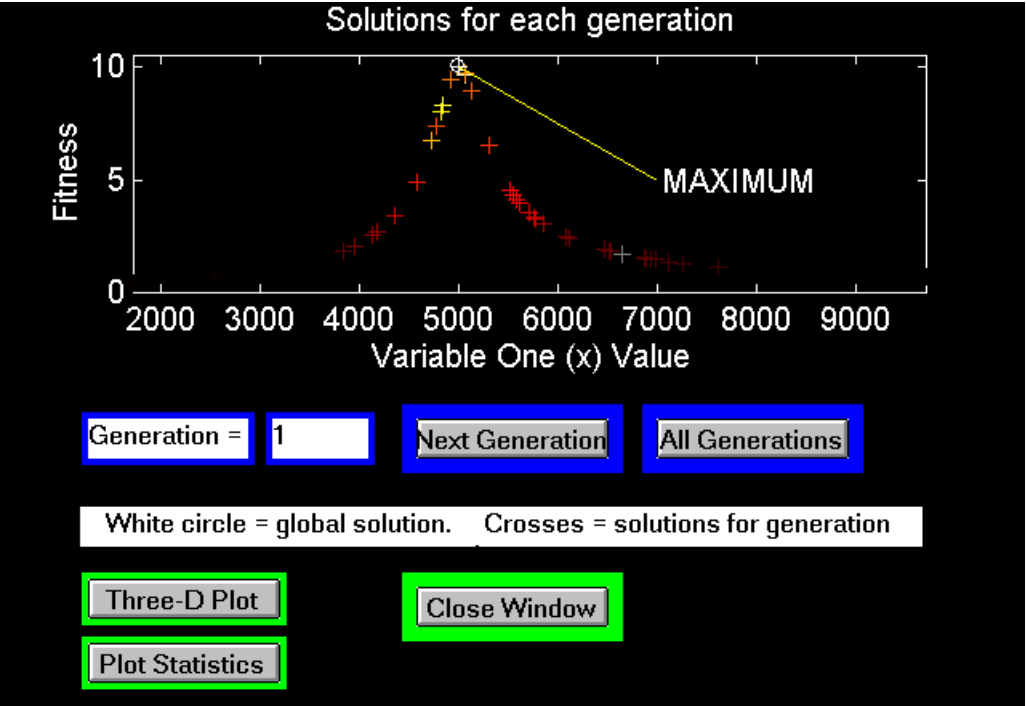 Solutions for each generation
10
5
0
Fitness
MAXIMUM
2000 3000 4000 5000 6000 7000 8000 9000
Variable One (x) Value
Generation = 1 Next Generation All Generations
White circle = global solution. Crosses = solutions for generation
Three-D Plot Close Window
Plot Statistics